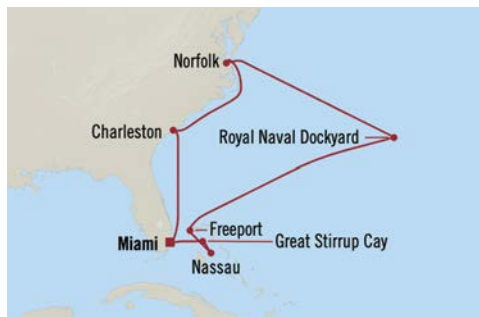 Norfolk
Charleston
Royal Naval Dockyard
Freeport
Miami
Great Stirrup Cay
Nassau